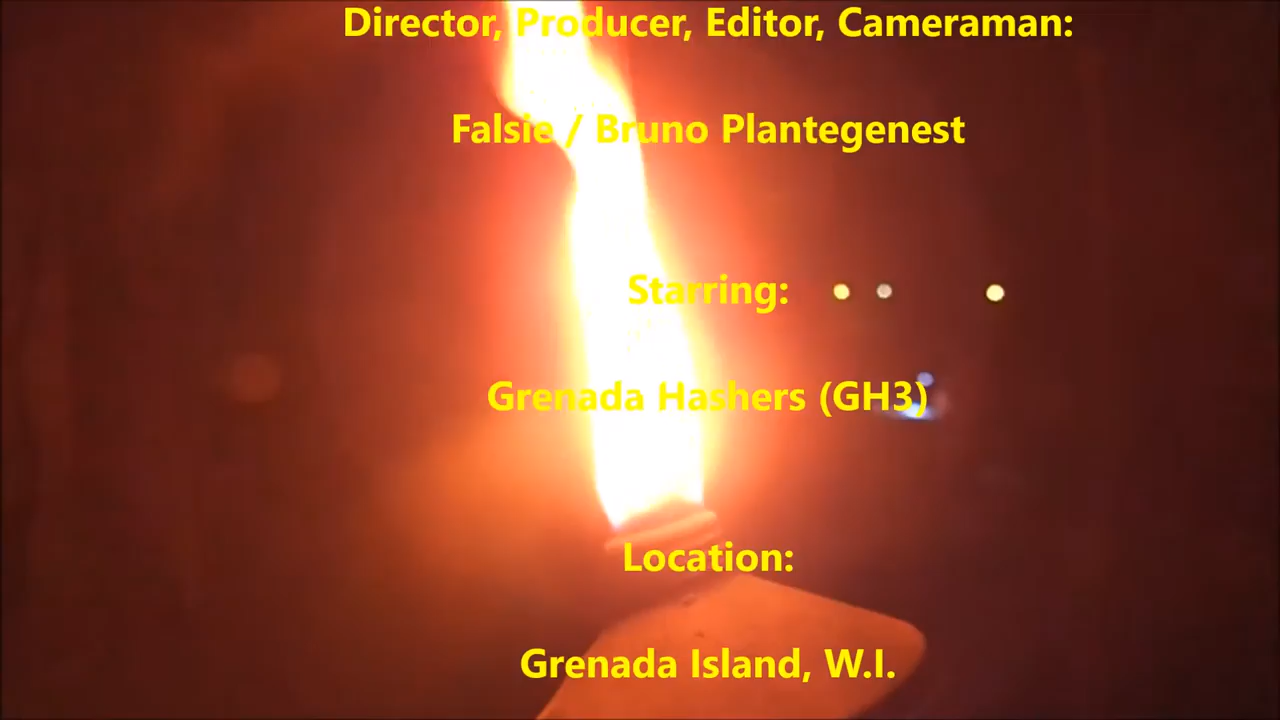 Director, Producer, Editor, Cameraman:
Falsie / Bruno Plantegenest
Starring:
Grenada Hashers (GH3)
Location:
Grenada Island, W.I.